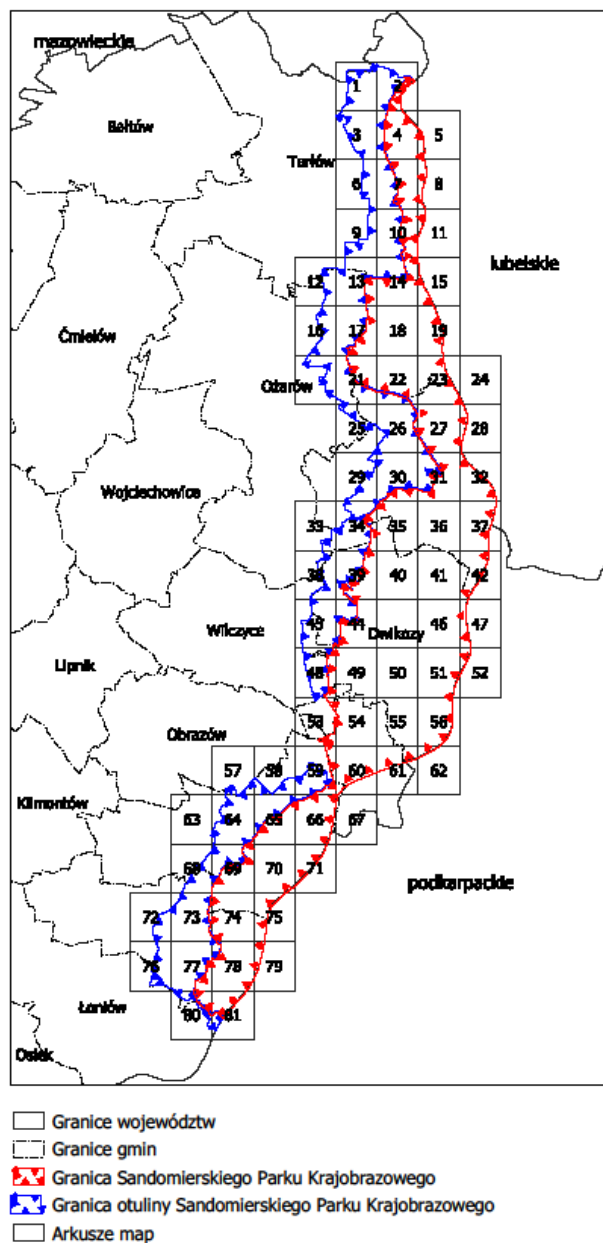 mazowieckie
1 2
Bałtów
3 4 5
Tarłów
6 7 8
9 10 11
lubelskie
12 13 14 15
Ćmielów
16 17 18 19
Ożarów
21 22 23 24
25 26 27 28
29 30 31 32
Wojciechowice
33 34 35 36 37
38 39 40 41 42
Wilczyce
43 44 Dwikozy 46 47
Lipnik
48 49 50 51 52
Obrazów
53 54 55 56
57 58 59 60 61 62
Klimontów
63 64 65 66 67
68 69 70 71
podkarpackie
72 73 74 75
76 77 78 79
Łoniów
80 81
Osiek
Granice województw
Granice gmin
Granica Sandomierskiego Parku Krajobrazowego
Granica otuliny Sandomierskiego Parku Krajobrazowego
Arkusze map